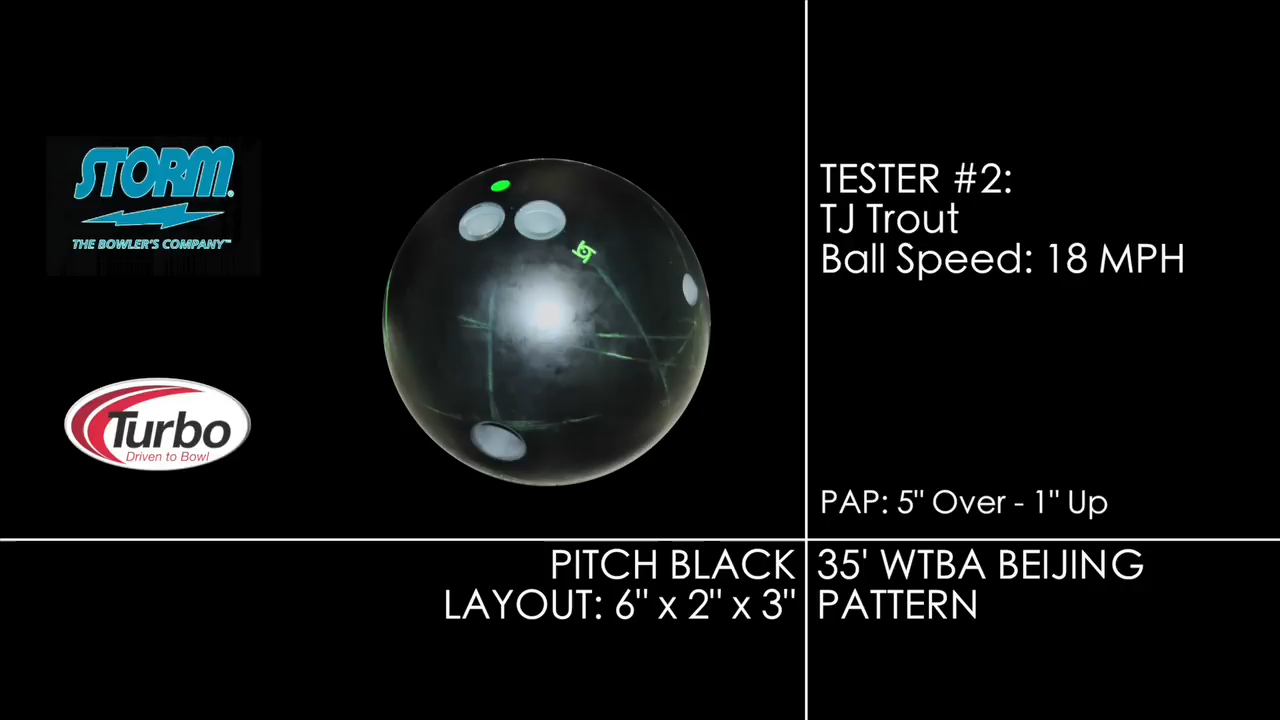 STORM®
THE BOWLER'S COMPANY™
Turbo
Driven to Bowl
TESTER #2:
TJ Trout
Ball Speed: 18 MPH
PAP: 5" Over - 1" Up
PITCH BLACK
LAYOUT: 6" x 2" x 3"
35' WTBA BEIJING
PATTERN